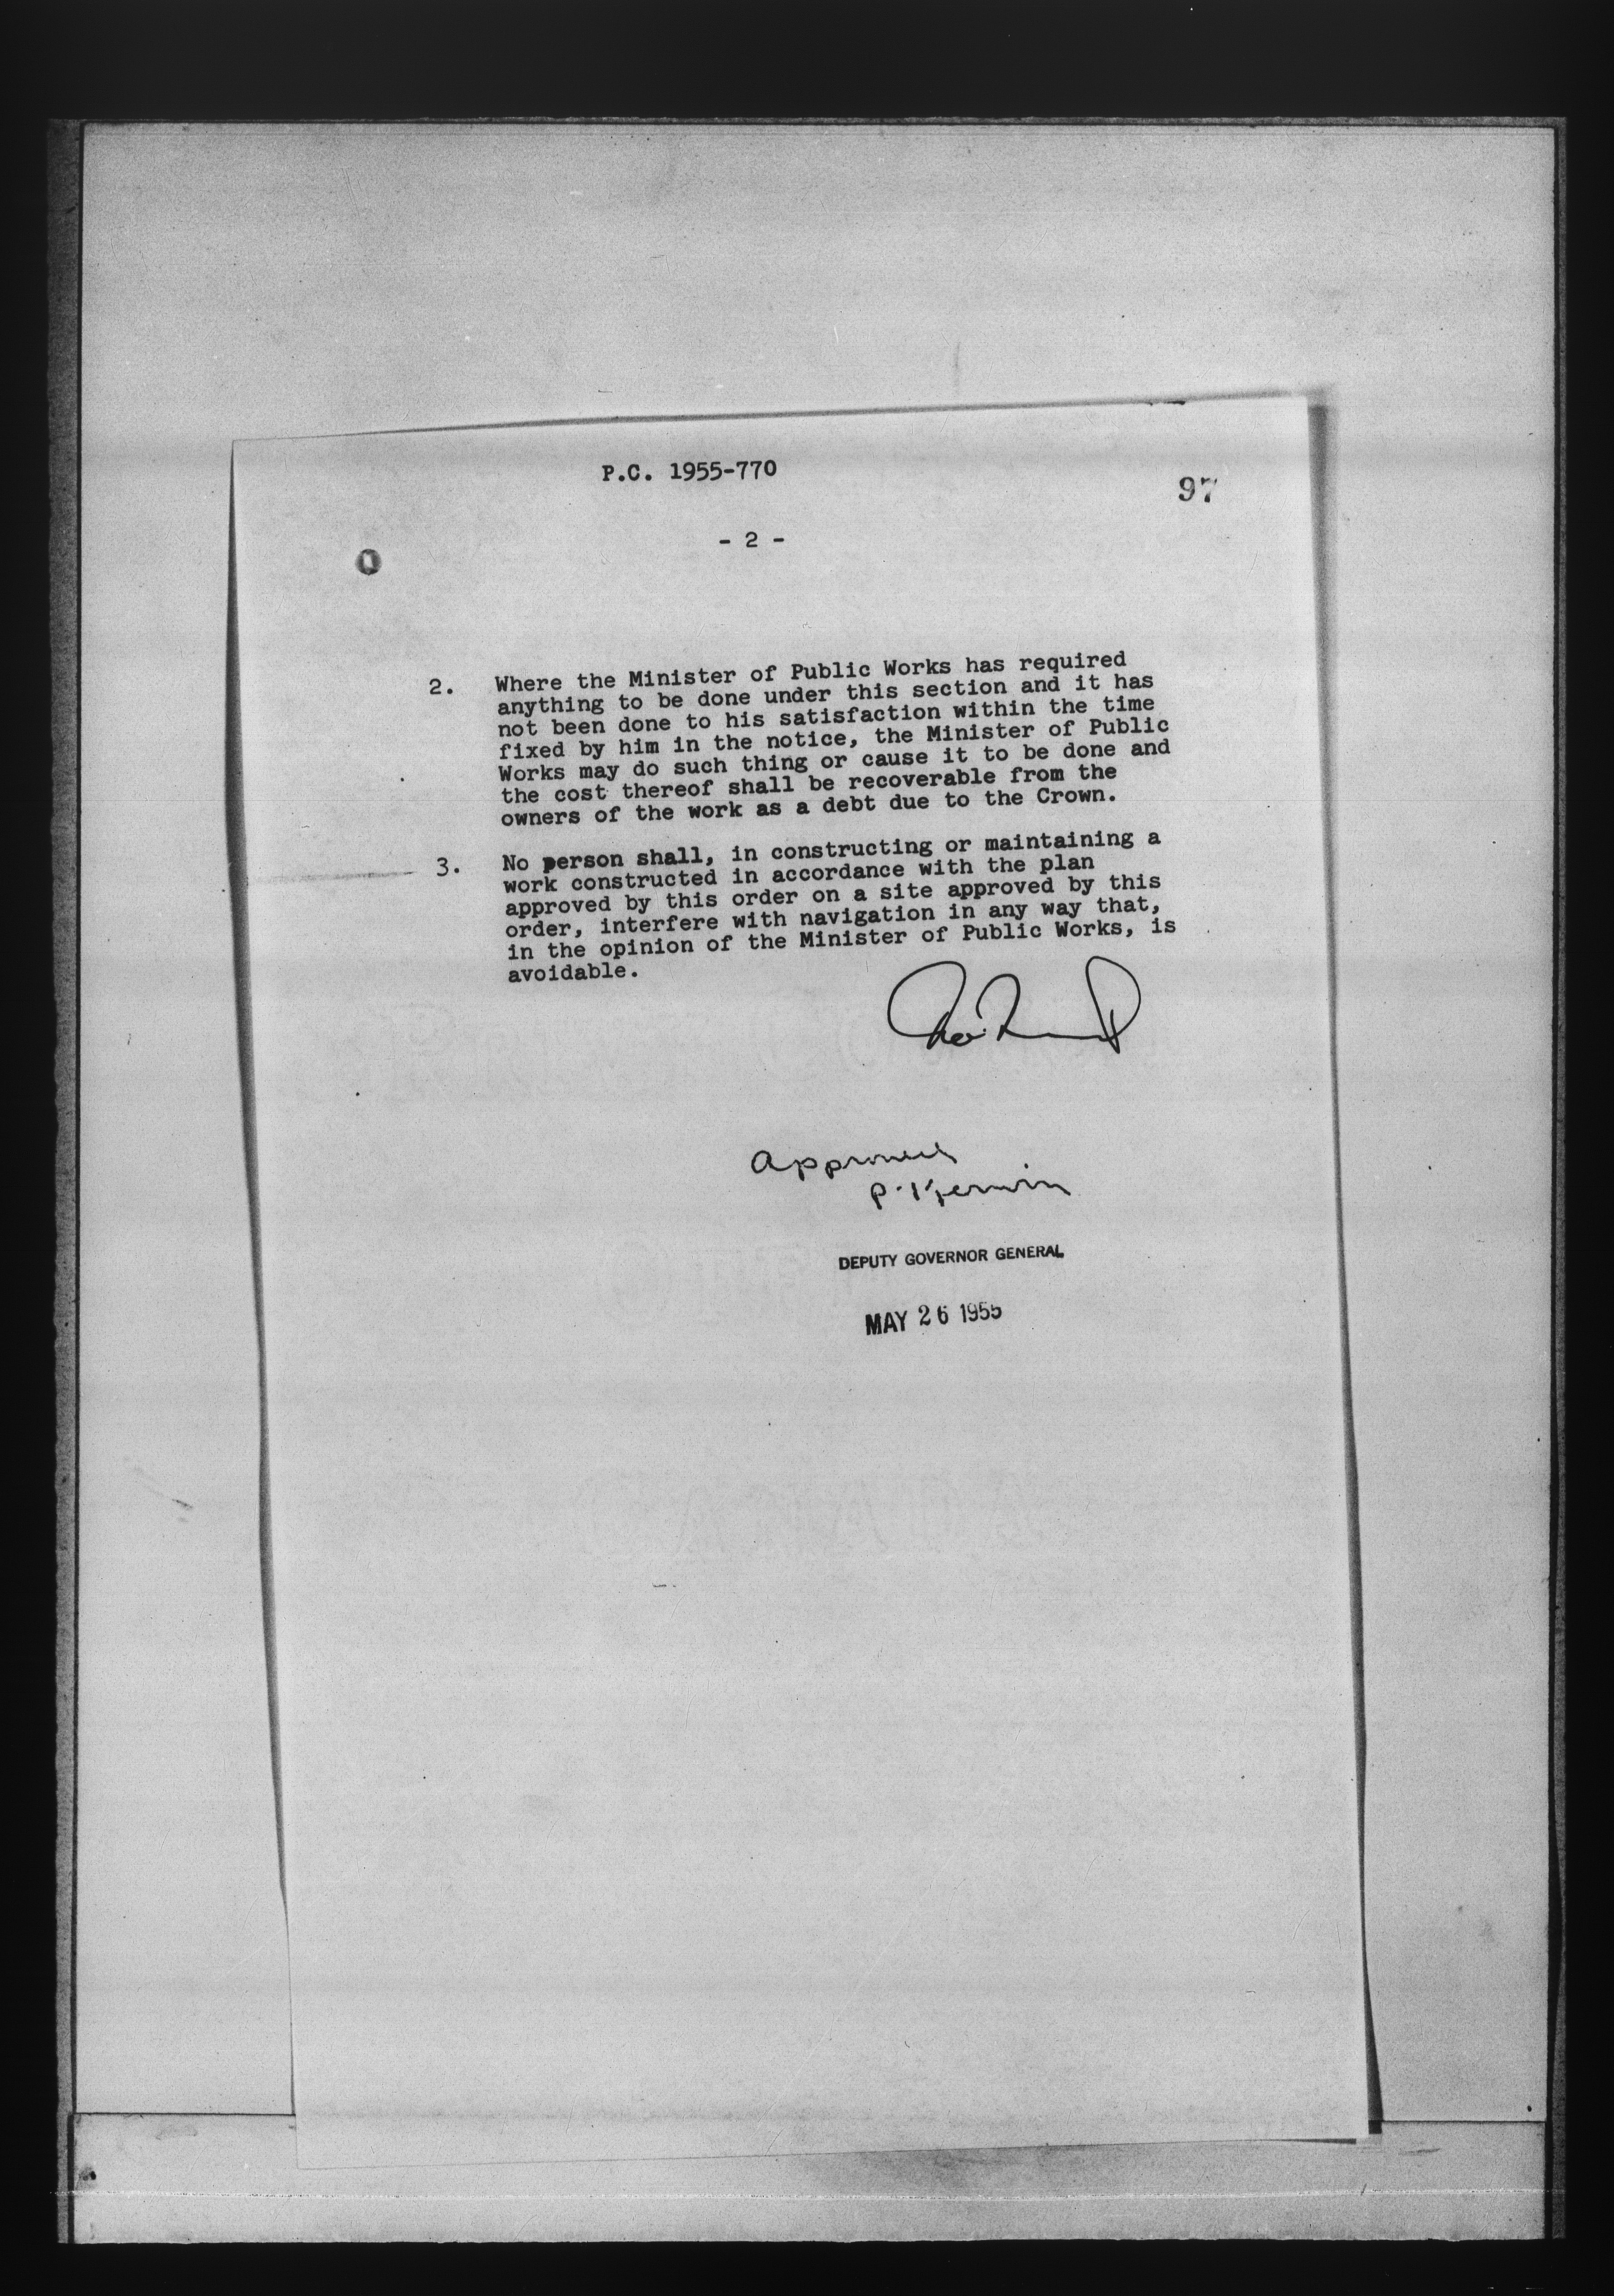 P.C. 1955-770
97
- 2 -
2. Where the Minister of Public Works has required
anything to be done under this section and it has
not been done to his satisfaction within the time
fixed by him in the notice, the Minister of Public
Works may do such thing or cause it to be done and
the cost thereof shall be recoverable from the
owners of the work as a debt due to the Crown.
3. No person shall, in constructing or maintaining a
work constructed in accordance with the plan
approved by this order on a site approved by this
order, interfere with navigation in any way that,
in the opinion of the Minister of Public Works, is
avoidable.
Approved
P. Kerwin
DEPUTY GOVERNOR GENERAL
MAY 26 1955